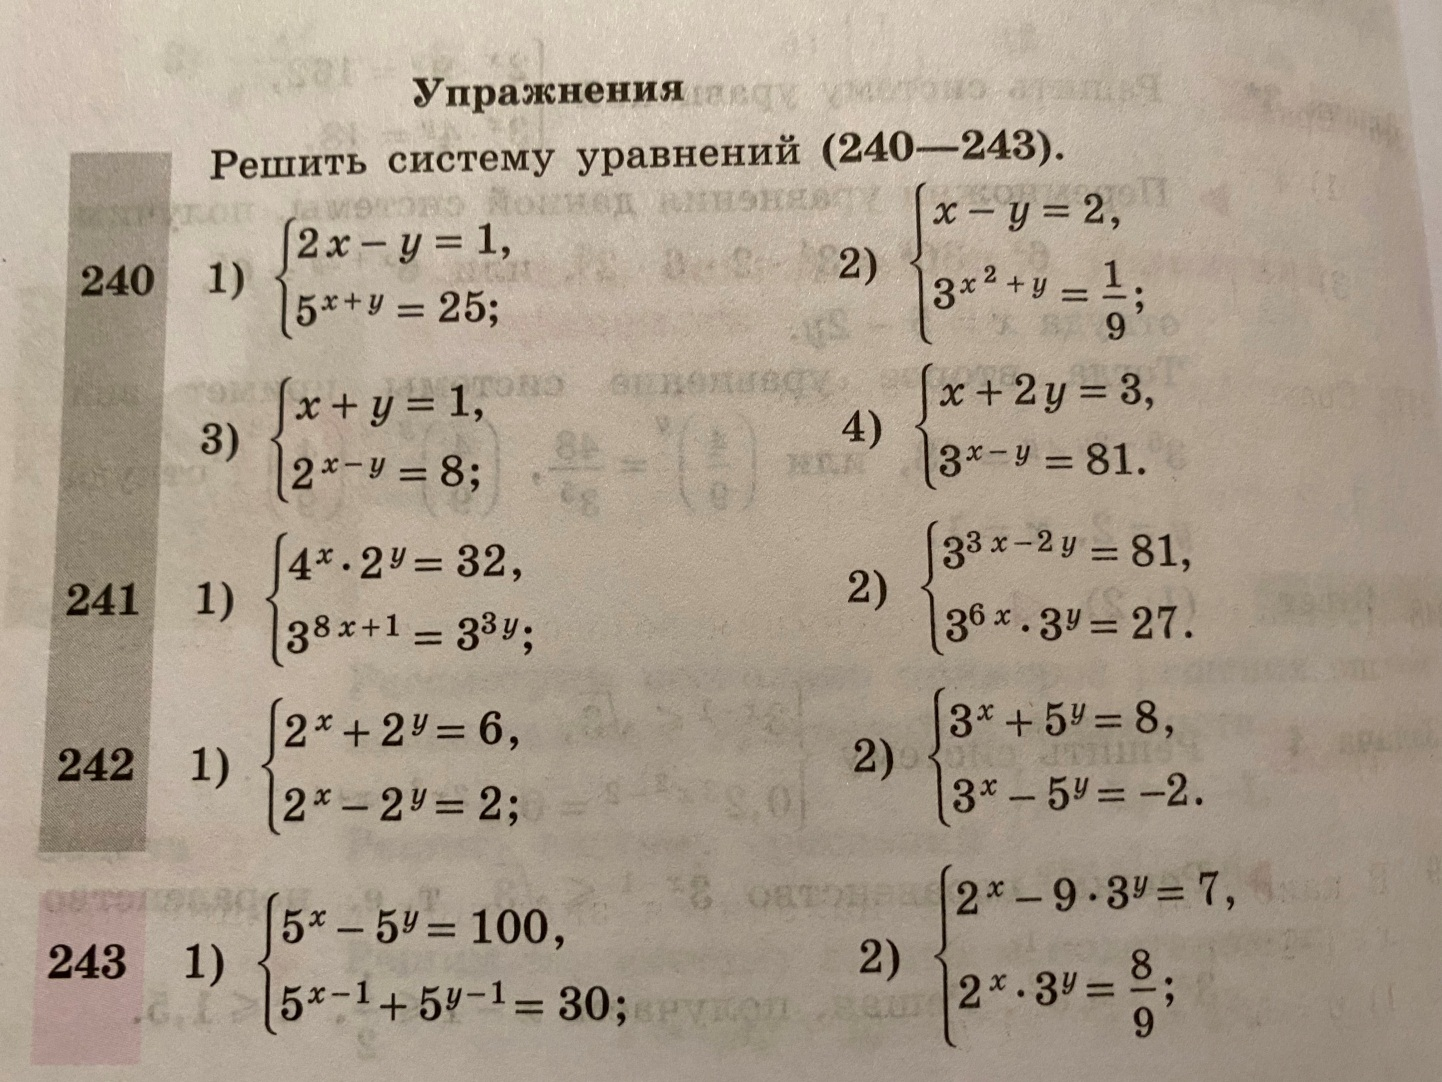 Упражнения
Решить систему уравнений (240—243).
240 1) { 2x − y = 1, 5^(x+y) = 25; 2) { x − y = 2, 3^(x²+y) = 1/9;
3) { x + y = 1, 2^(x−y) = 8; 4) { x + 2y = 3, 3^(x−y) = 81.
241 1) { 4^x · 2^y = 32, 3^(8x+1) = 3^(3y); 2) { 3^(3x−2y) = 81, 3^(6x) · 3^y = 27.
242 1) { 2^x + 2^y = 6, 2^x − 2^y = 2; 2) { 3^x + 5^y = 8, 3^x − 5^y = −2.
243 1) { 5^x − 5^y = 100, 5^(x−1) + 5^(y−1) = 30; 2) { 2^x − 9 · 3^y = 7, 2^x · 3^y = 8/9;